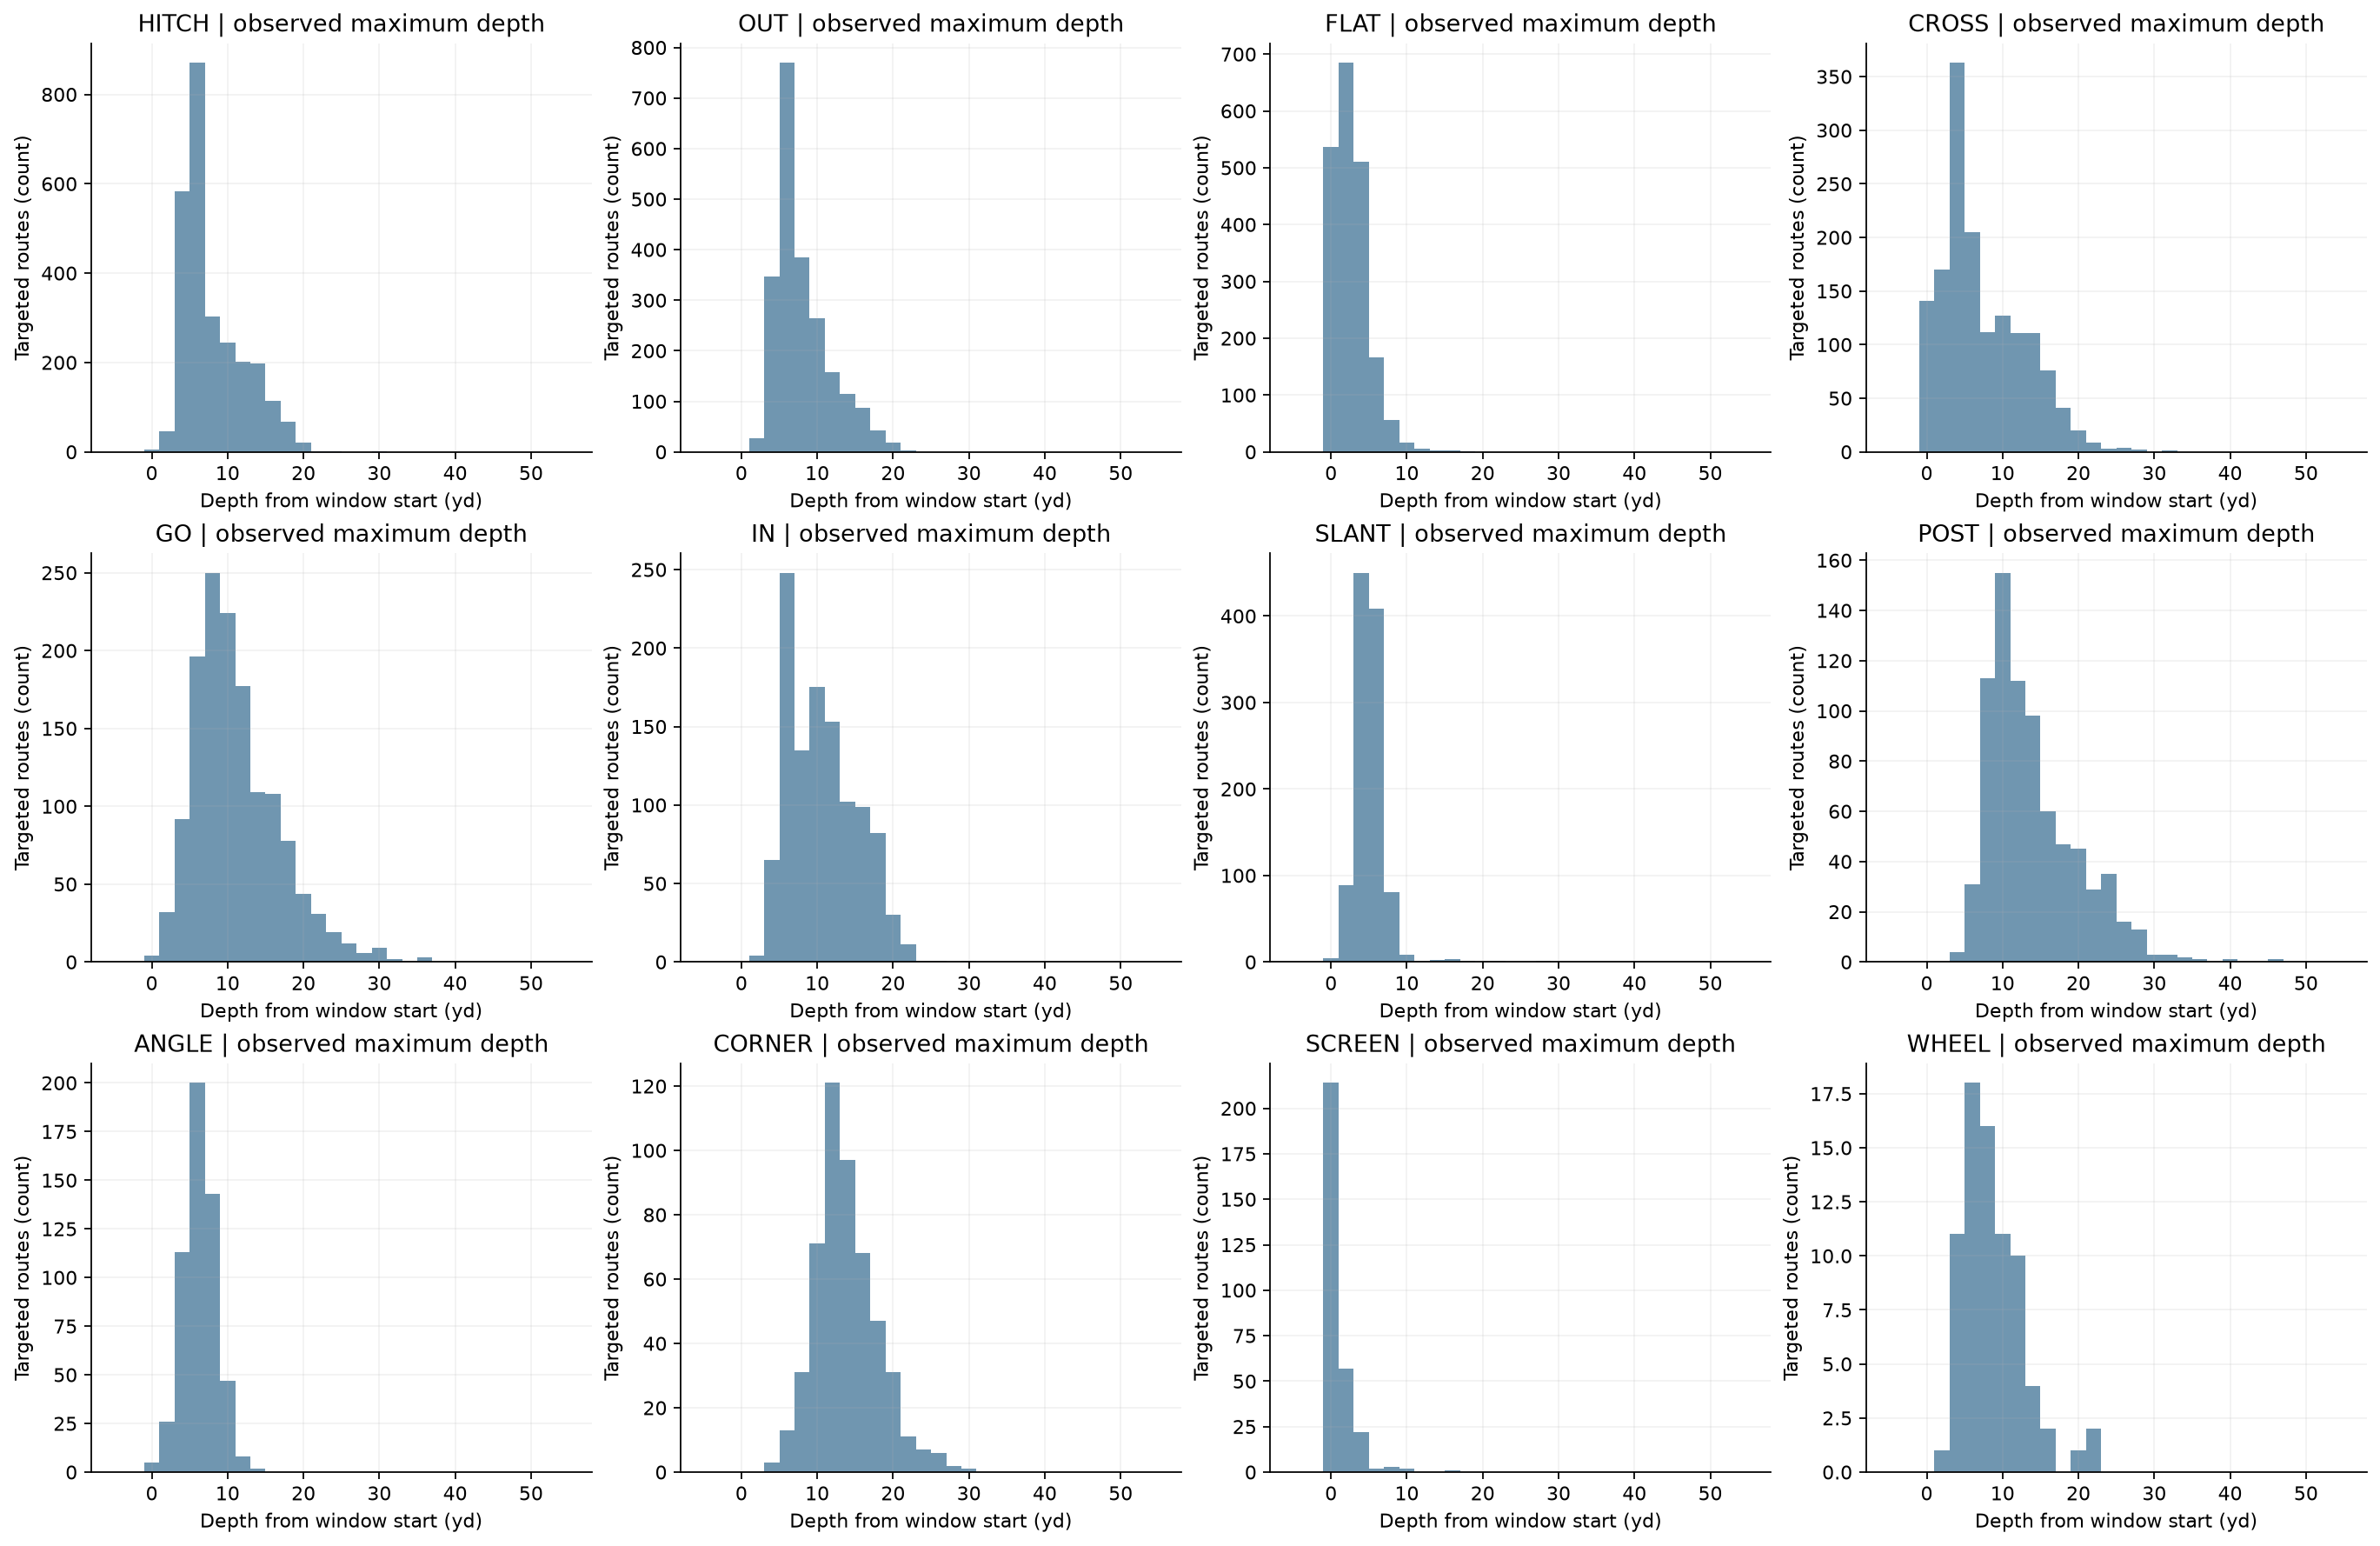 HITCH | observed maximum depth
Targeted routes (count)
800
600
400
200
0
0 10 20 30 40 50
Depth from window start (yd)
OUT | observed maximum depth
Targeted routes (count)
800
700
600
500
400
300
200
100
0
0 10 20 30 40 50
Depth from window start (yd)
FLAT | observed maximum depth
Targeted routes (count)
700
600
500
400
300
200
100
0
0 10 20 30 40 50
Depth from window start (yd)
CROSS | observed maximum depth
Targeted routes (count)
350
300
250
200
150
100
50
0
0 10 20 30 40 50
Depth from window start (yd)
GO | observed maximum depth
Targeted routes (count)
250
200
150
100
50
0
0 10 20 30 40 50
Depth from window start (yd)
IN | observed maximum depth
Targeted routes (count)
250
200
150
100
50
0
0 10 20 30 40 50
Depth from window start (yd)
SLANT | observed maximum depth
Targeted routes (count)
400
300
200
100
0
0 10 20 30 40 50
Depth from window start (yd)
POST | observed maximum depth
Targeted routes (count)
160
140
120
100
80
60
40
20
0
0 10 20 30 40 50
Depth from window start (yd)
ANGLE | observed maximum depth
Targeted routes (count)
200
175
150
125
100
75
50
25
0
0 10 20 30 40 50
Depth from window start (yd)
CORNER | observed maximum depth
Targeted routes (count)
120
100
80
60
40
20
0
0 10 20 30 40 50
Depth from window start (yd)
SCREEN | observed maximum depth
Targeted routes (count)
200
175
150
125
100
75
50
25
0
0 10 20 30 40 50
Depth from window start (yd)
WHEEL | observed maximum depth
Targeted routes (count)
17.5
15.0
12.5
10.0
7.5
5.0
2.5
0.0
0 10 20 30 40 50
Depth from window start (yd)